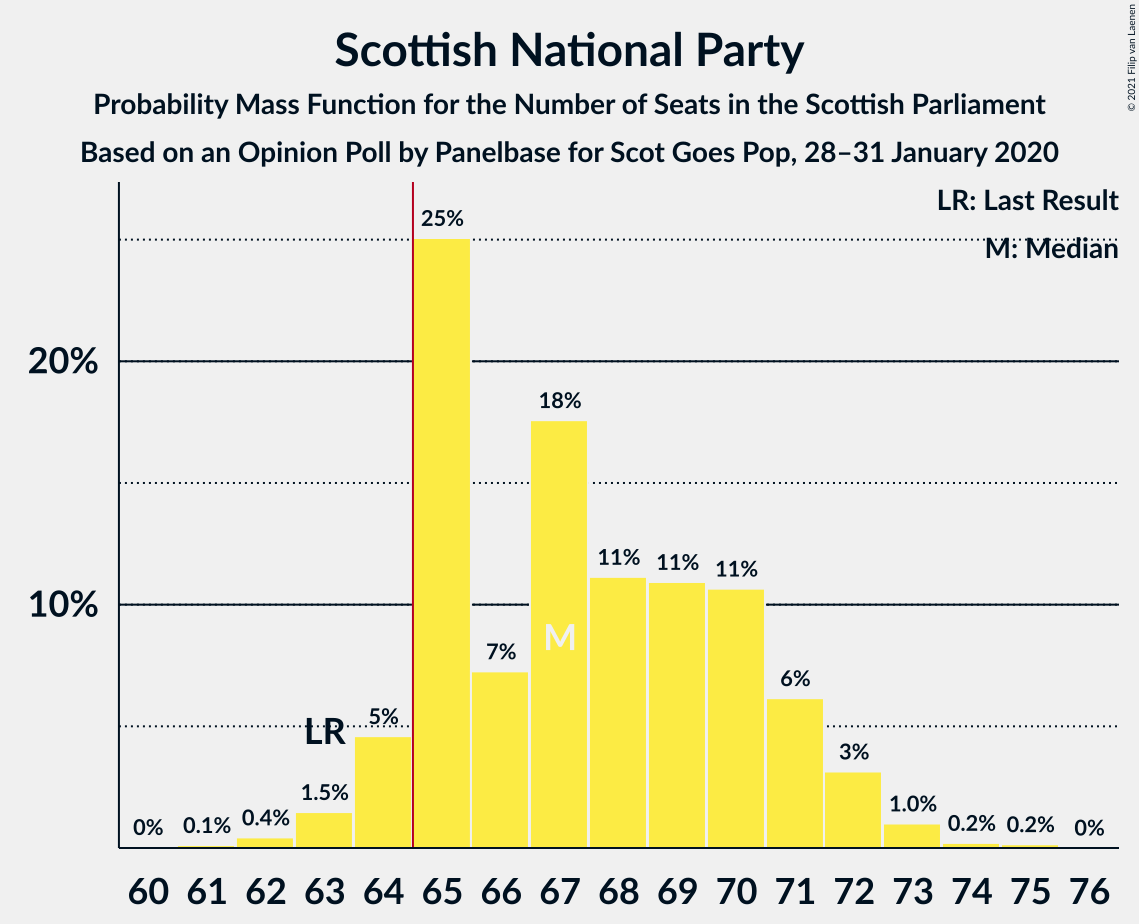 Scottish National Party
Probability Mass Function for the Number of Seats in the Scottish Parliament
Based on an Opinion Poll by Panelbase for Scot Goes Pop, 28–31 January 2020
© 2021 Filip van Laenen
LR: Last Result
M: Median
25%
20%
18%
11%
11%
11%
10%
M
7%
6%
5%
LR
3%
1.5%
1.0%
0%
0.1%
0.4%
0.2%
0.2%
0%
60 61 62 63 64 65 66 67 68 69 70 71 72 73 74 75 76